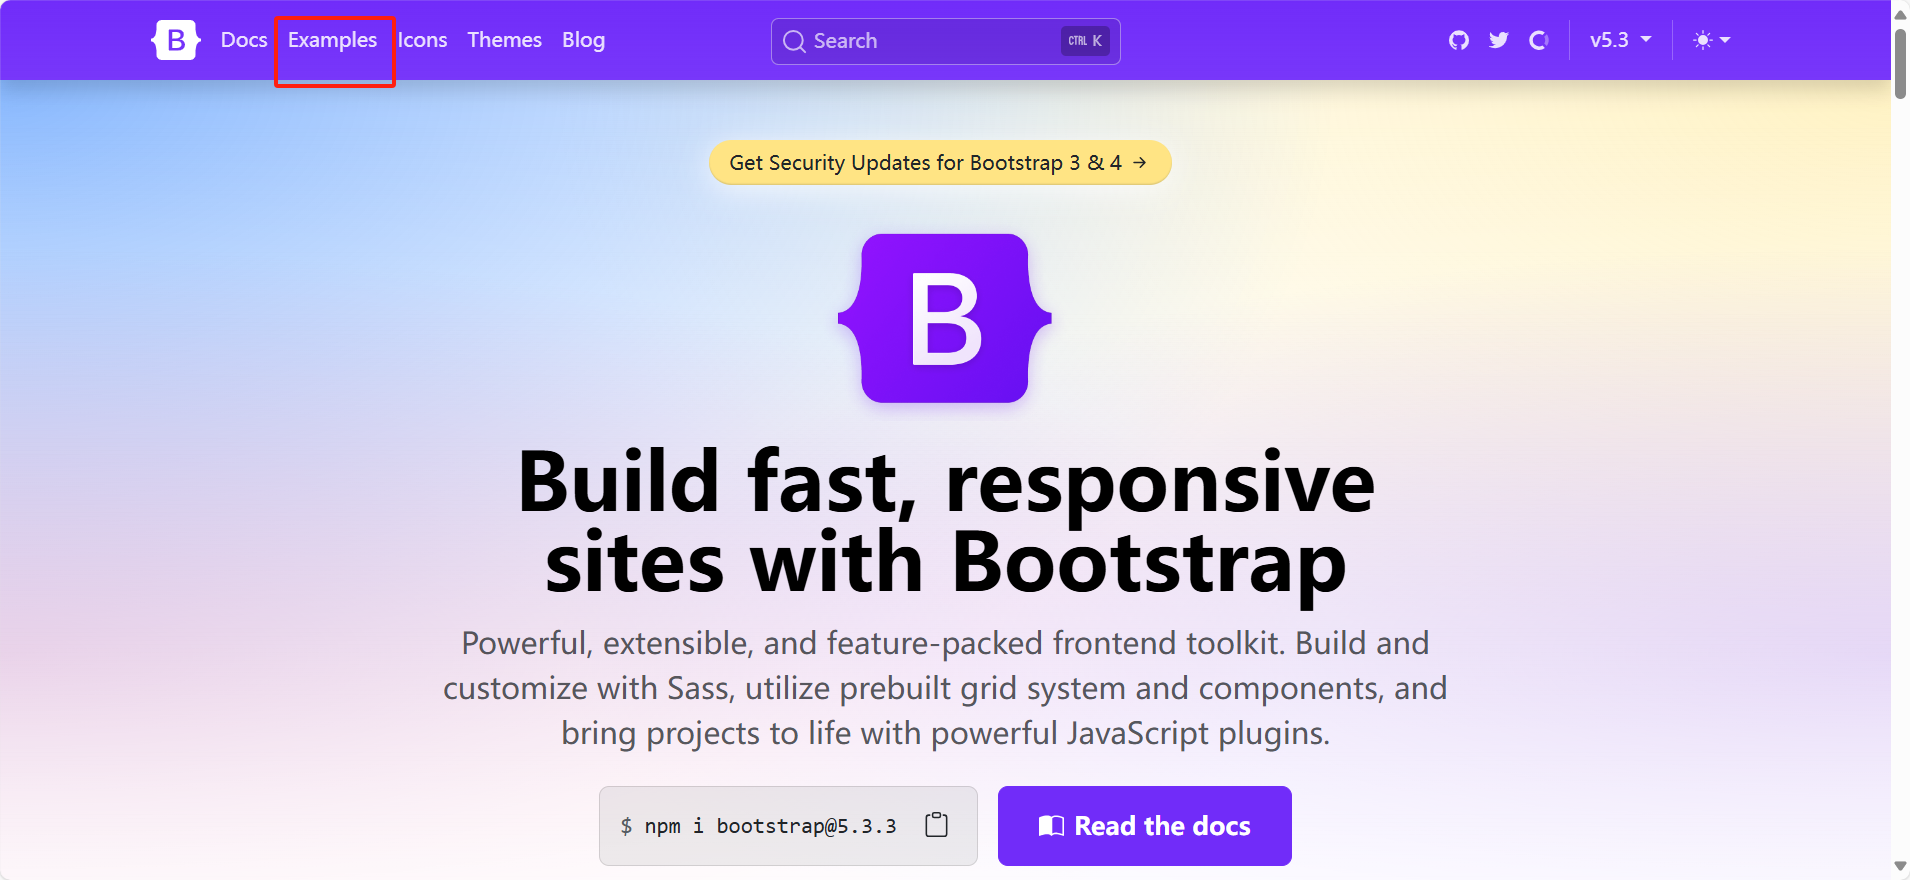 B Docs Examples Icons Themes Blog Search CTRL K v5.3
Get Security Updates for Bootstrap 3 & 4 →
B
Build fast, responsive
sites with Bootstrap
Powerful, extensible, and feature-packed frontend toolkit. Build and
customize with Sass, utilize prebuilt grid system and components, and
bring projects to life with powerful JavaScript plugins.
$ npm i bootstrap@5.3.3 Read the docs